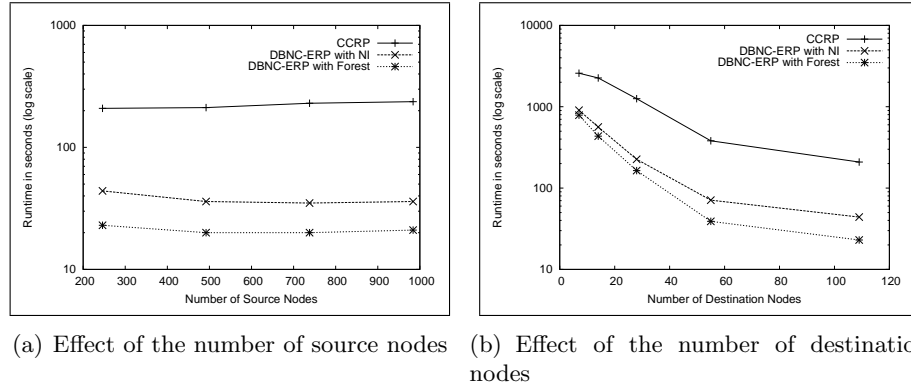 1000
100
10
200 300 400 500 600 700 800 900 1000
Runtime in seconds (log scale)
Number of Source Nodes
CCRP
DBNC-ERP with NI
DBNC-ERP with Forest
10000
1000
100
10
0 20 40 60 80 100 120
Runtime in seconds (log scale)
Number of Destination Nodes
CCRP
DBNC-ERP with NI
DBNC-ERP with Forest
(a) Effect of the number of source nodes
(b) Effect of the number of destinatio
nodes